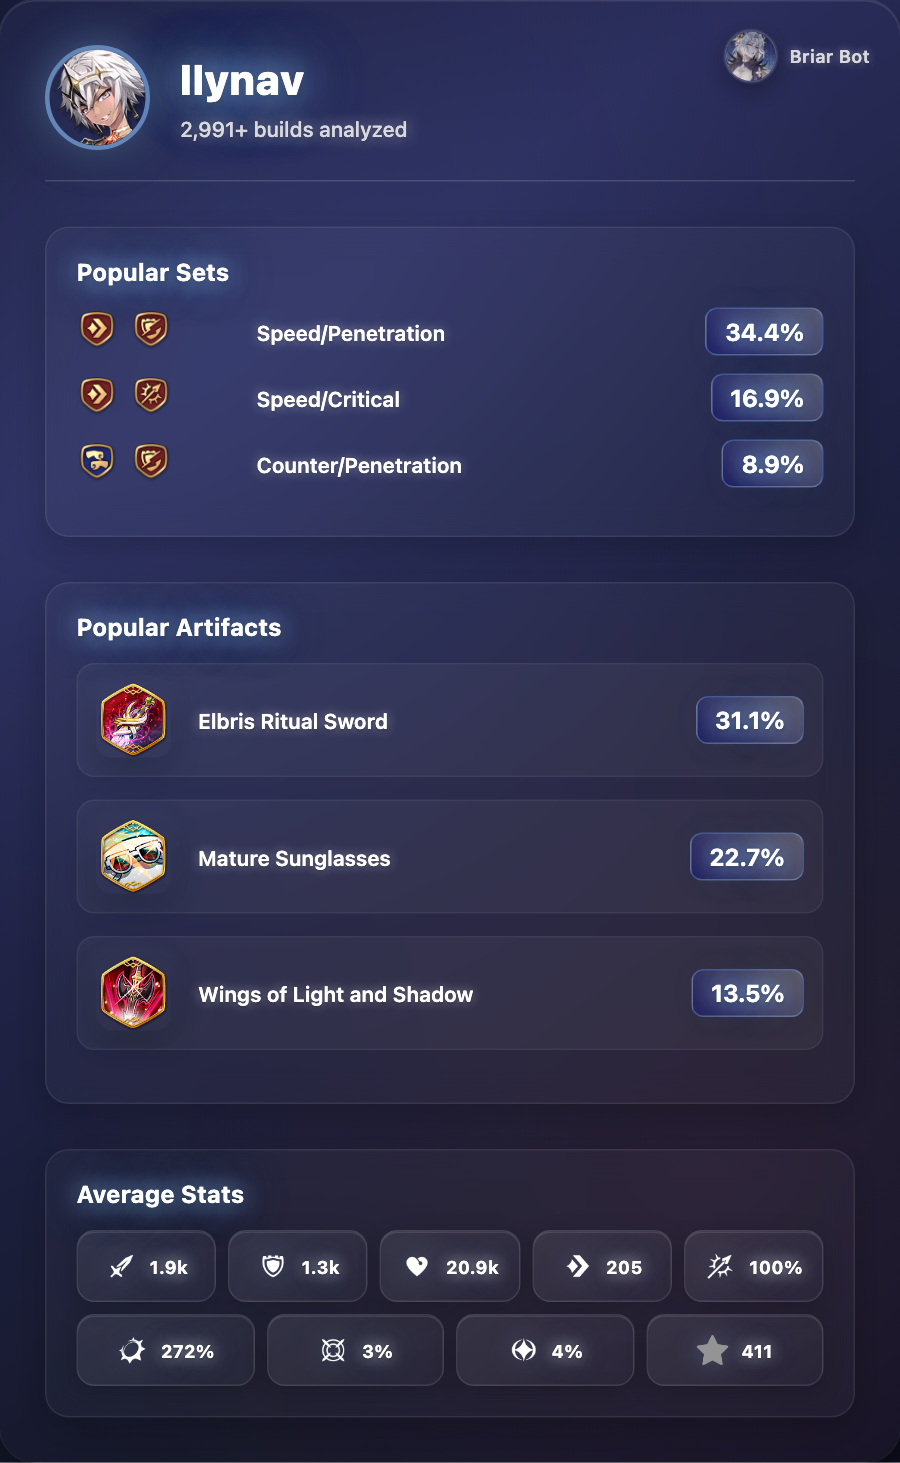 Ilynav
2,991+ builds analyzed
Briar Bot
Popular Sets
Speed/Penetration
34.4%
Speed/Critical
16.9%
Counter/Penetration
8.9%
Popular Artifacts
Elbris Ritual Sword
31.1%
Mature Sunglasses
22.7%
Wings of Light and Shadow
13.5%
Average Stats
1.9k
1.3k
20.9k
205
100%
272%
3%
4%
411